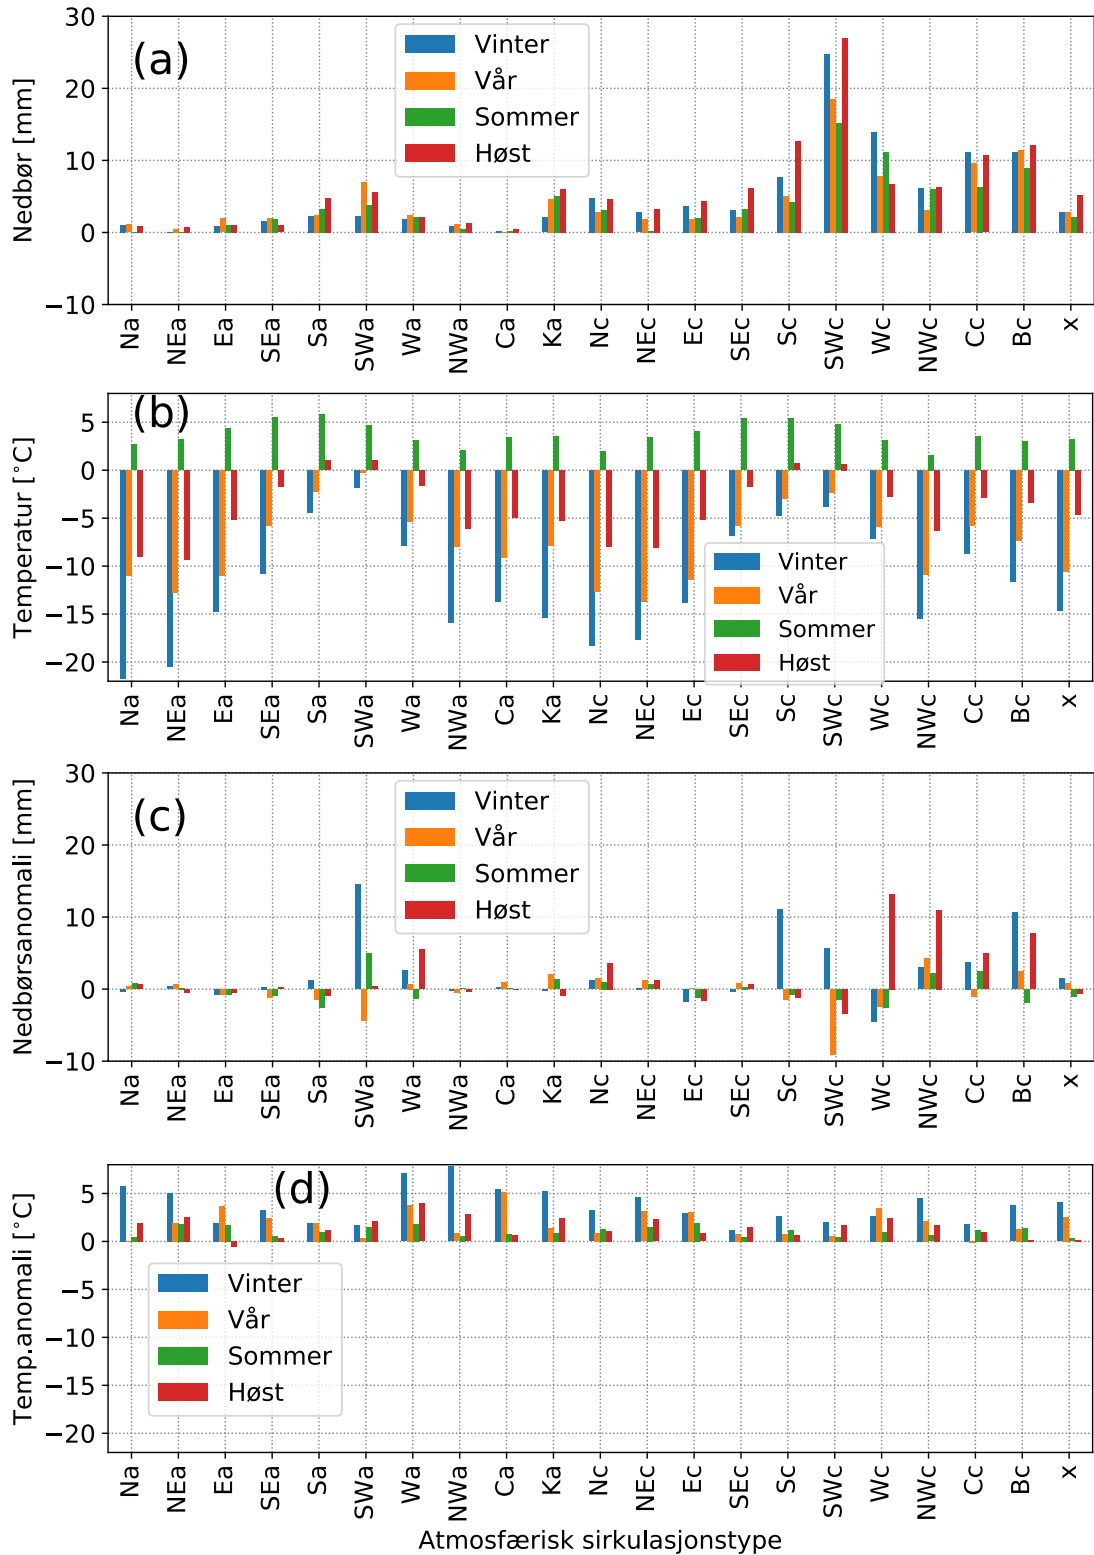 30
20
10
0
−10
Nedbør [mm]
(a)
Vinter
Vår
Sommer
Høst
Na NEa Ea SEa Sa SWa Wa NWa Ca Ka Nc NEc Ec SEc Sc SWc Wc NWc Cc Bc x
5
0
−5
−10
−15
−20
Temperatur [°C]
(b)
Vinter
Vår
Sommer
Høst
Na NEa Ea SEa Sa SWa Wa NWa Ca Ka Nc NEc Ec SEc Sc SWc Wc NWc Cc Bc x
30
20
10
0
−10
Nedbørsanomali [mm]
(c)
Vinter
Vår
Sommer
Høst
Na NEa Ea SEa Sa SWa Wa NWa Ca Ka Nc NEc Ec SEc Sc SWc Wc NWc Cc Bc x
5
0
−5
−10
−15
−20
Temp.anomali [°C]
(d)
Vinter
Vår
Sommer
Høst
Na NEa Ea SEa Sa SWa Wa NWa Ca Ka Nc NEc Ec SEc Sc SWc Wc NWc Cc Bc x
Atmosfærisk sirkulasjonstype